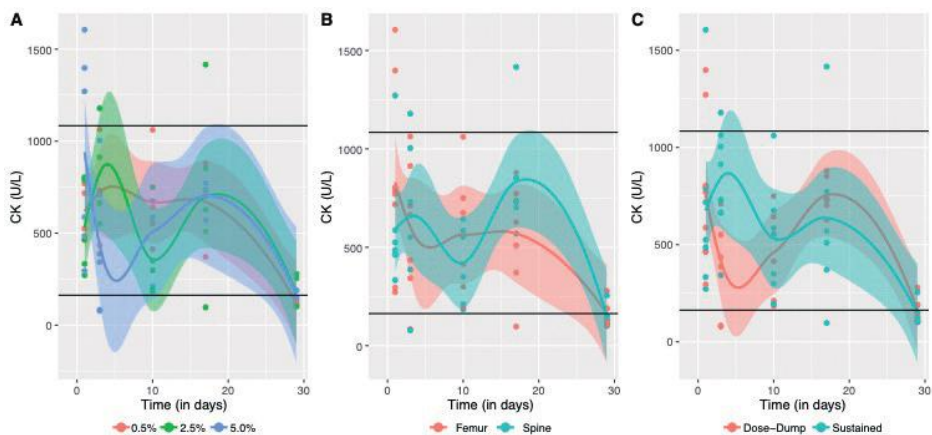 A
CK (U/L)
1500
1000
500
0
0
10
20
30
Time (in days)
0.5% 2.5% 5.0%
B
CK (U/L)
1500
1000
500
0
0
10
20
30
Time (in days)
Femur Spine
C
CK (U/L)
1500
1000
500
0
0
10
20
30
Time (in days)
Dose-Dump Sustained